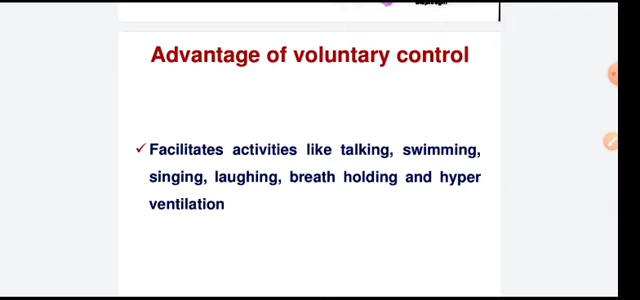 Advantage of voluntary control
✓ Facilitates activities like talking, swimming,
singing, laughing, breath holding and hyper
ventilation